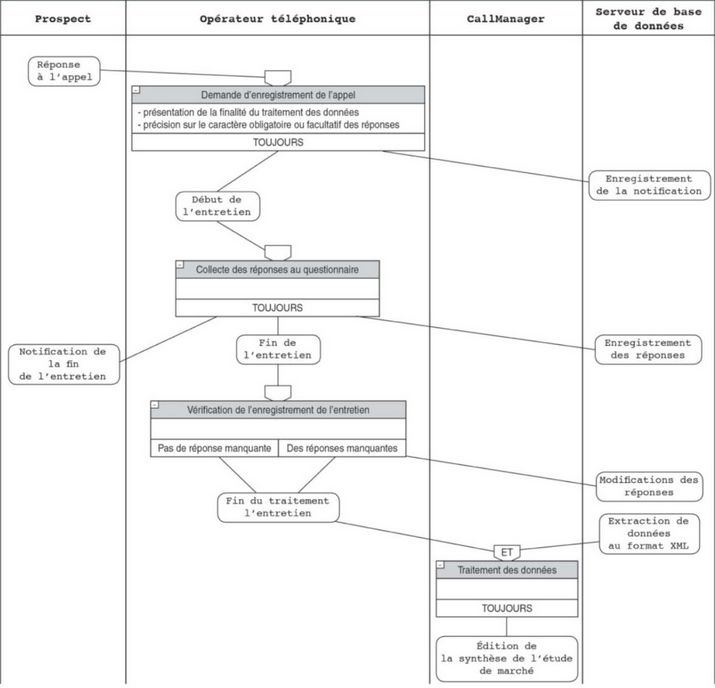 Prospect
Opérateur téléphonique
CallManager
Serveur de base
de données
Réponse
à l'appel
Demande d'enregistrement de l'appel
- présentation de la finalité du traitement des données
- précision sur le caractère obligatoire ou facultatif des réponses
TOUJOURS
Enregistrement
de la notification
Début de
l'entretien
Collecte des réponses au questionnaire
TOUJOURS
Notification de
la fin
de l'entretien
Fin de
l'entretien
Enregistrement
des réponses
Vérification de l'enregistrement de l'entretien
Pas de réponse manquante
Des réponses manquantes
Modifications des
réponses
Fin du traitement
l'entretien
Extraction de
données
au format XML
ET
Traitement des données
TOUJOURS
Édition de
la synthèse de l'étude
de marché